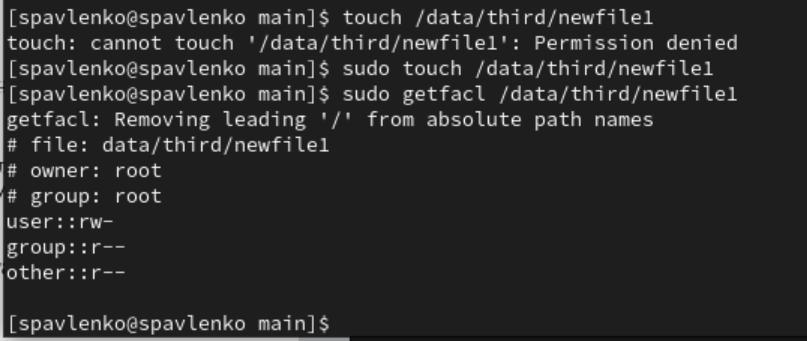 [spavlenko@spavlenko main]$ touch /data/third/newfile1
touch: cannot touch '/data/third/newfile1': Permission denied
[spavlenko@spavlenko main]$ sudo touch /data/third/newfile1
[spavlenko@spavlenko main]$ sudo getfacl /data/third/newfile1
getfacl: Removing leading '/' from absolute path names
# file: data/third/newfile1
# owner: root
# group: root
user::rw-
group::r--
other::r--
[spavlenko@spavlenko main]$